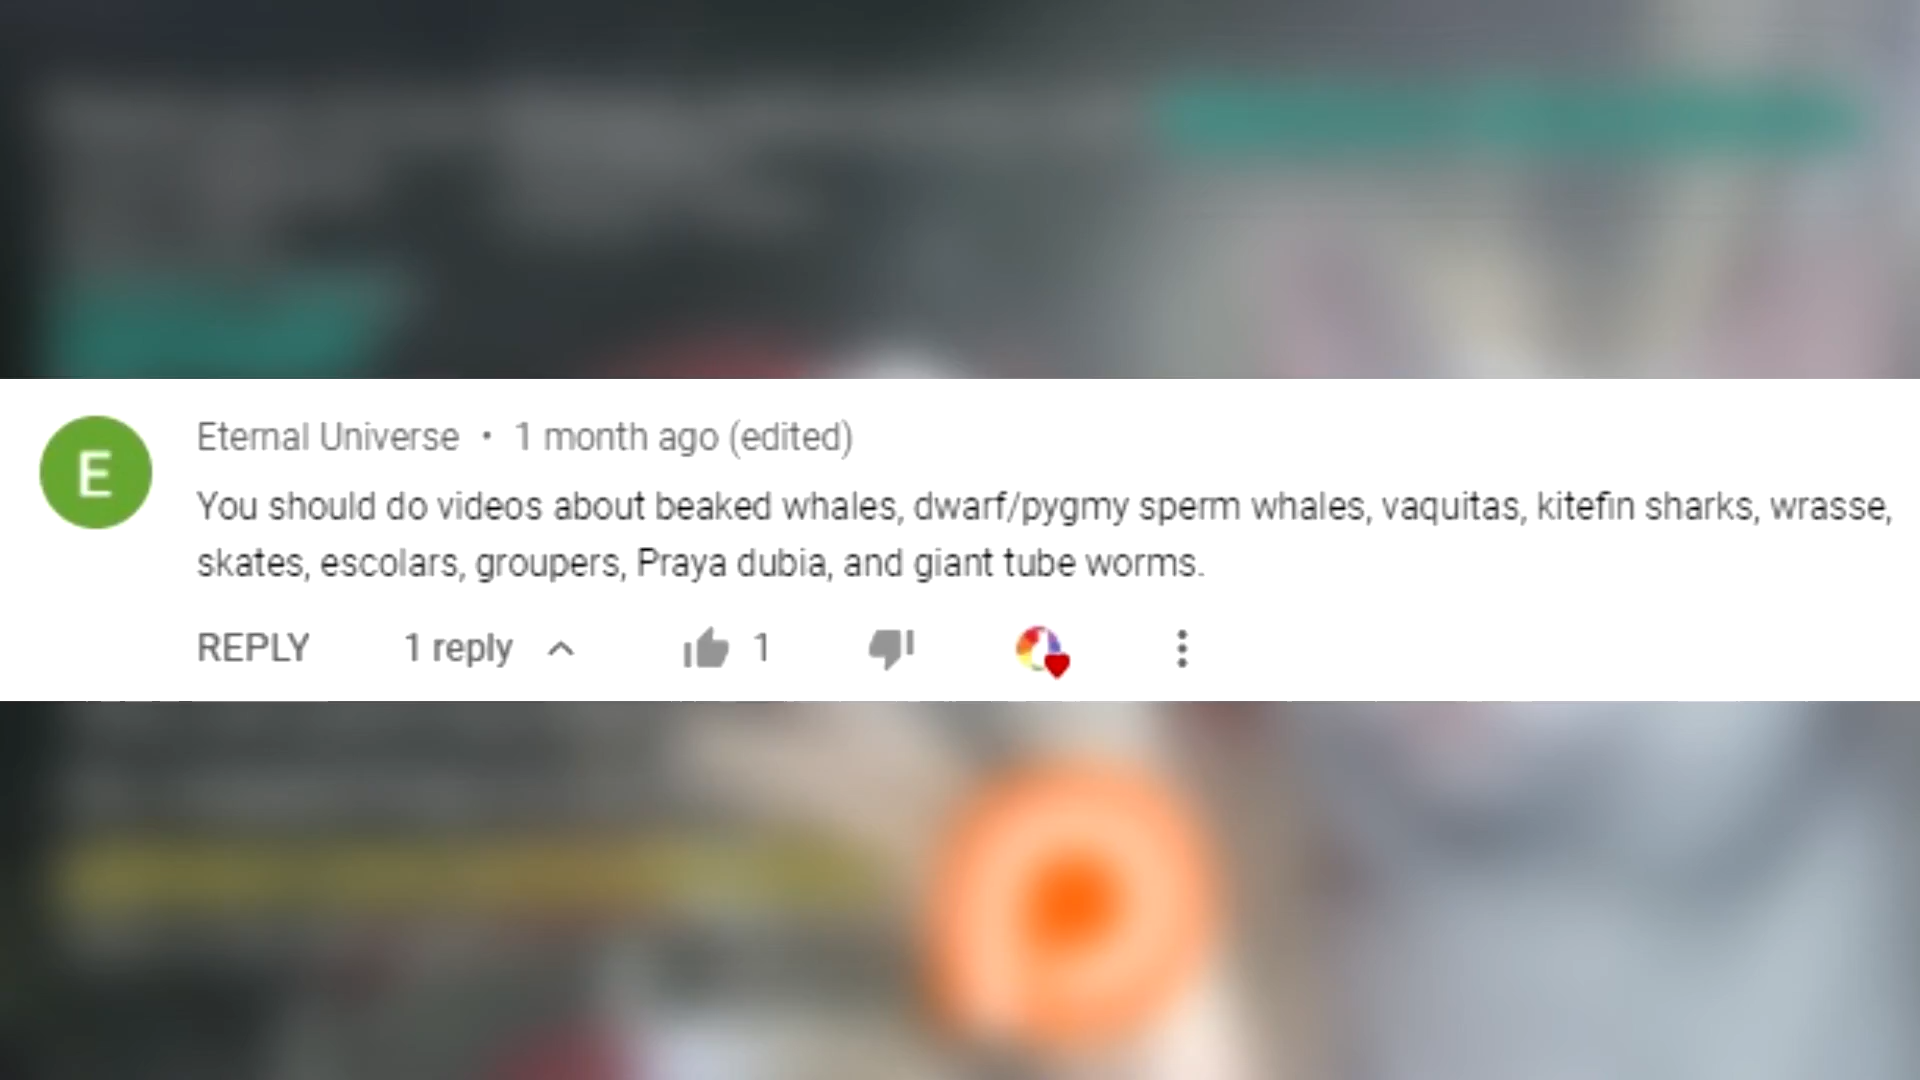 E
Eternal Universe • 1 month ago (edited)
You should do videos about beaked whales, dwarf/pygmy sperm whales, vaquitas, kitefin sharks, wrasse,
skates, escolars, groupers, Praya dubia, and giant tube worms.
REPLY 1 reply 1